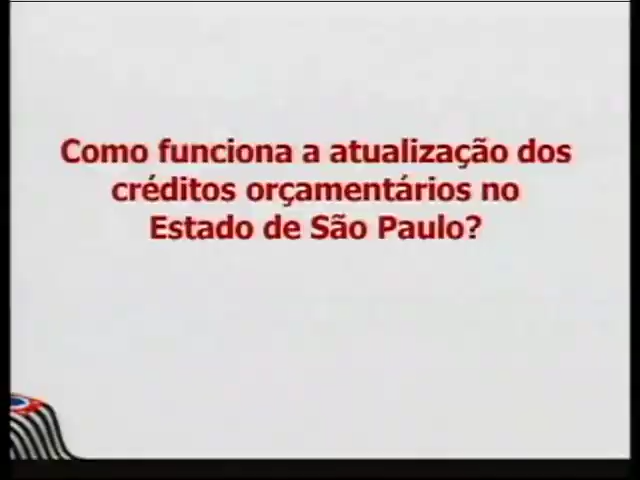 Como funciona a atualização dos
créditos orçamentários no
Estado de São Paulo?